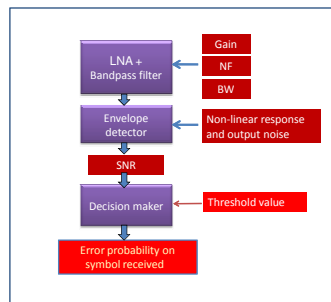 LNA +
Bandpass filter
Gain
NF
BW
Envelope
detector
Non-linear response
and output noise
SNR
Decision maker
Threshold value
Error probability on
symbol received